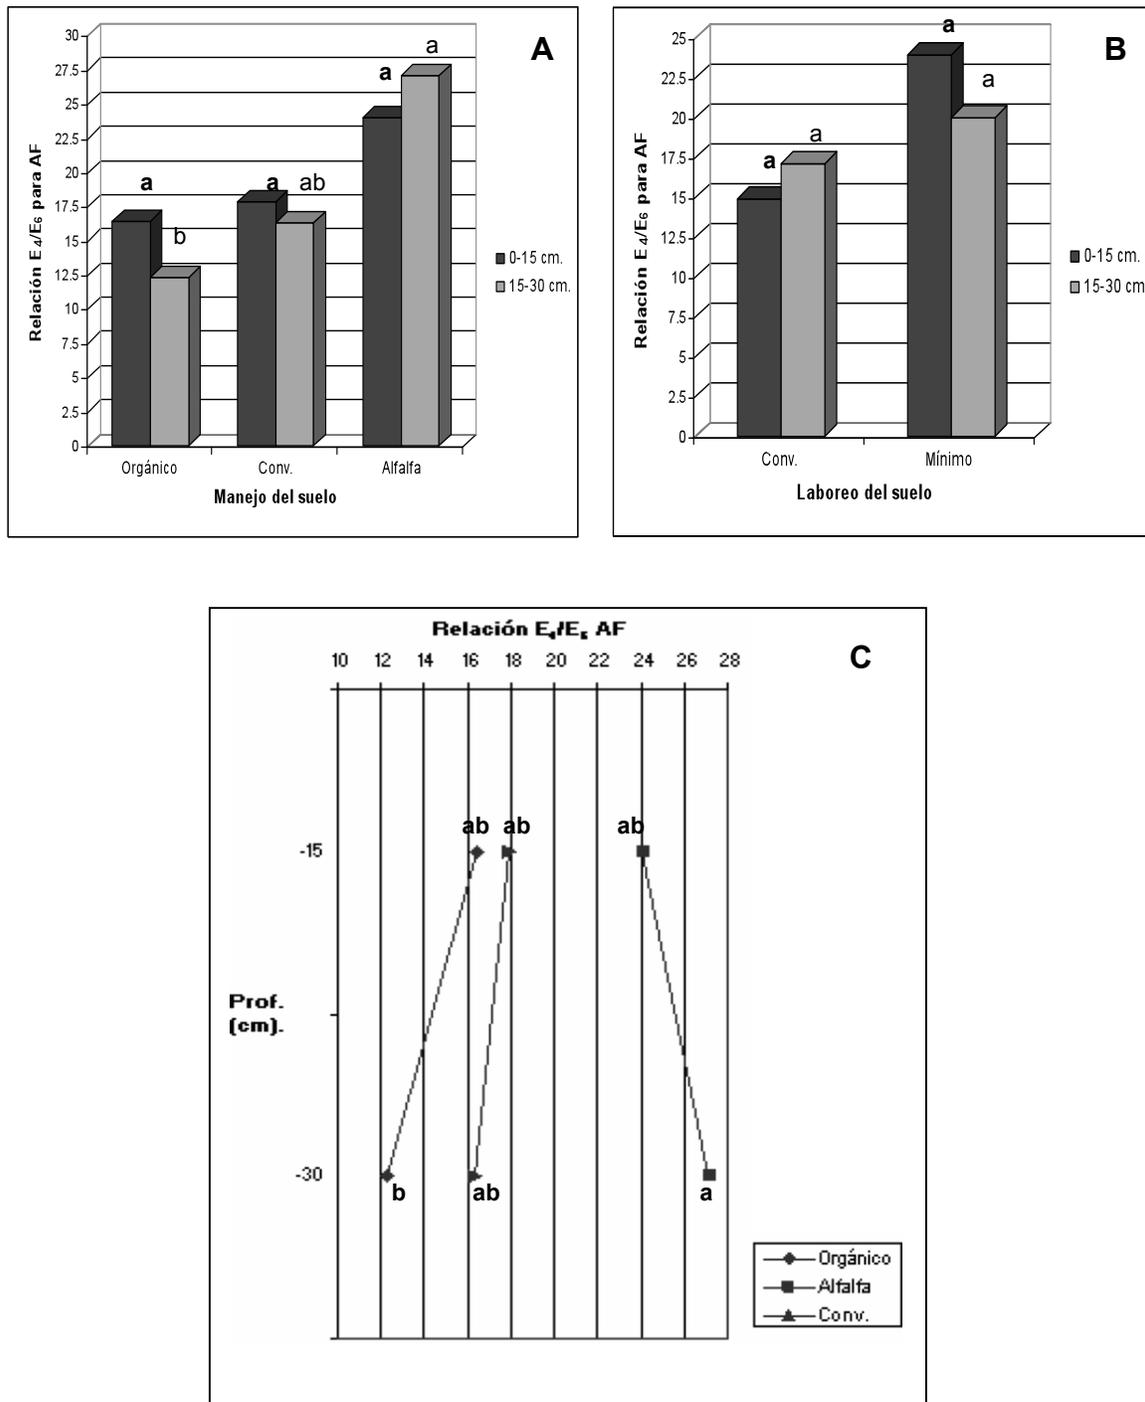 A
Relación E4/E6 para AF
30
27.5
25
22.5
20
17.5
15
12.5
10
7.5
5
2.5
0
a
b
a
ab
a
a
Orgánico Conv. Alfalfa
Manejo del suelo
0-15 cm.
15-30 cm.
B
Relación E4/E6 para AF
25
22.5
20
17.5
15
12.5
10
7.5
5
2.5
0
a
a
a
a
Conv. Mínimo
Laboreo del suelo
0-15 cm.
15-30 cm
Relación E4/E6 AF
C
10 12 14 16 18 20 22 24 26 28
ab ab ab
-15
Prof.
(cm).
-30
b ab a
Orgánico
Alfalfa
Conv.